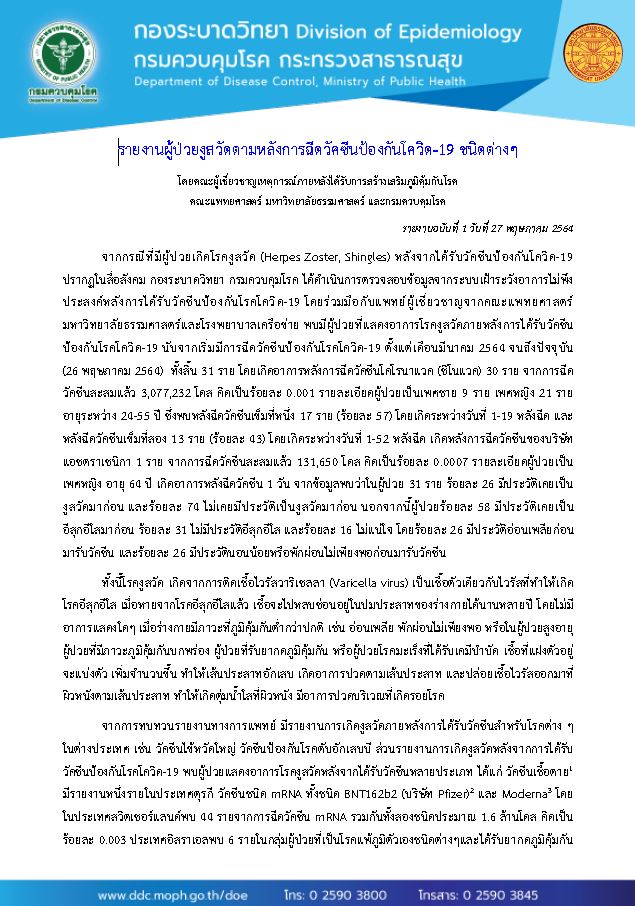 กองระบาดวิทยา Division of Epidemiology
กรมควบคุมโรค กระทรวงสาธารณสุข
Department of Disease Control, Ministry of Public Health
กรมควบคุมโรค
รายงานผู้ป่วยงูสวัดตามหลังการฉีดวัคซีนป้องกันโควิด-19 ชนิดต่างๆ
โดยคณะผู้เชี่ยวชาญเหตุการณ์ภายหลังได้รับการสร้างเสริมภูมิคุ้มกันโรค
คณะแพทยศาสตร์ มหาวิทยาลัยธรรมศาสตร์ และกรมควบคุมโรค
รายงานฉบับที่ 1 วันที่ 27 พฤษภาคม 2564
จากกรณีที่มีผู้ป่วยเกิดโรคงูสวัด (Herpes Zoster, Shingles) หลังจากได้รับวัคซีนป้องกันโควิด-19
ปรากฏในสื่อสังคม กองระบาดวิทยา กรมควบคุมโรค ได้ดำเนินการตรวจสอบข้อมูลจากระบบเฝ้าระวังอาการไม่พึง
ประสงค์หลังการได้รับวัคซีนป้องกันโรคโควิด-19 โดยร่วมมือกับแพทย์ผู้เชี่ยวชาญจากคณะแพทยศาสตร์
มหาวิทยาลัยธรรมศาสตร์และโรงพยาบาลเครือข่าย พบมีผู้ป่วยที่แสดงอาการโรคงูสวัดภายหลังการได้รับวัคซีน
ป้องกันโรคโควิด-19 นับจากเริ่มมีการฉีดวัคซีนป้องกันโรคโควิด-19 ตั้งแต่เดือนมีนาคม 2564 จนถึงปัจจุบัน
(26 พฤษภาคม 2564) ทั้งสิ้น 31 ราย โดยเกิดอาการหลังการฉีดวัคซีนโคโรนาแวค (ซิโนแวค) 30 ราย จากการฉีด
วัคซีนสะสมแล้ว 3,077,232 โดส คิดเป็นร้อยละ 0.001 รายละเอียดผู้ป่วยเป็นเพศชาย 9 ราย เพศหญิง 21 ราย
อายุระหว่าง 24-55 ปี ซึ่งพบหลังฉีดวัคซีนเข็มที่หนึ่ง 17 ราย (ร้อยละ 57) โดยเกิดระหว่างวันที่ 1-19 หลังฉีด และ
หลังฉีดวัคซีนเข็มที่สอง 13 ราย (ร้อยละ 43) โดยเกิดระหว่างวันที่ 1-52 หลังฉีด เกิดหลังการฉีดวัคซีนของบริษัท
แอชตราเซนิกา 1 ราย จากการฉีดวัคซีนสะสมแล้ว 131,650 โดส คิดเป็นร้อยละ 0.0007 รายละเอียดผู้ป่วยเป็น
เพศหญิง อายุ 64 ปี เกิดอาการหลังฉีดวัคซีน 1 วัน จากข้อมูลพบว่าในผู้ป่วย 31 ราย ร้อยละ 26 มีประวัติเคยเป็น
งูสวัดมาก่อน และร้อยละ 74 ไม่เคยมีประวัติเป็นงูสวัดมาก่อน นอกจากนี้ผู้ป่วยร้อยละ 58 มีประวัติเคยเป็น
อีสุกอีใสมาก่อน ร้อยละ 31 ไม่มีประวัติอีสุกอีใส และร้อยละ 16 ไม่แน่ใจ โดยร้อยละ 26 มีประวัติอ่อนเพลียก่อน
มารับวัคซีน และร้อยละ 26 มีประวัตินอนน้อยหรือพักผ่อนไม่เพียงพอก่อนมารับวัคซีน
ทั้งนี้โรคงูสวัด เกิดจากการติดเชื้อไวรัสวาริเซลลา (Varicella virus) เป็นเชื้อตัวเดียวกับไวรัสที่ทำให้เกิด
โรคอีสุกอีใส เมื่อหายจากโรคอีสุกอีใสแล้ว เชื้อจะไปหลบซ่อนอยู่ในปมประสาทของร่างกายได้นานหลายปี โดยไม่มี
อาการแสดงใดๆ เมื่อร่างกายมีภาวะที่ภูมิคุ้มกันต่ำกว่าปกติ เช่น อ่อนเพลีย พักผ่อนไม่เพียงพอ หรือในผู้ป่วยสูงอายุ
ผู้ป่วยที่มีภาวะภูมิคุ้มกันบกพร่อง ผู้ป่วยที่รับยากดภูมิคุ้มกัน หรือผู้ป่วยโรคมะเร็งที่ได้รับเคมีบำบัด เชื้อที่แฝงตัวอยู่
จะแบ่งตัว เพิ่มจำนวนขึ้น ทำให้เส้นประสาทอักเสบ เกิดอาการปวดตามเส้นประสาท และปล่อยเชื้อไวรัสออกมาที่
ผิวหนังตามเส้นประสาท ทำให้เกิดตุ่มน้ำใสที่ผิวหนัง มีอาการปวดบริเวณที่เกิดรอยโรค
จากการทบทวนรายงานทางการแพทย์ มีรายงานการเกิดงูสวัดภายหลังการได้รับวัคซีนสำหรับโรคต่าง ๆ
ในต่างประเทศ เช่น วัคซีนไข้หวัดใหญ่ วัคซีนป้องกันโรคตับอักเสบบี ส่วนรายงานการเกิดงูสวัดหลังจากการได้รับ
วัคซีนป้องกันโรคโควิด-19 พบผู้ป่วยแสดงอาการโรคงูสวัดหลังจากได้รับวัคซีนหลายประเภท ได้แก่ วัคซีนเชื้อตาย¹
มีรายงานหนึ่งรายในประเทศตุรกี วัคซีนชนิด mRNA ทั้งชนิด BNT162b2 (บริษัท Pfizer)² และ Moderna³ โดย
ในประเทศสวิตเซอร์แลนด์พบ 44 รายจากการฉีดวัคซีน mRNA รวมกันทั้งสองชนิดประมาณ 1.6 ล้านโดส คิดเป็น
ร้อยละ 0.003 ประเทศอิสราเอลพบ 6 รายในกลุ่มผู้ป่วยที่เป็นโรคแพ้ภูมิตัวเองชนิดต่างๆและได้รับยากดภูมิคุ้มกัน
www.ddc.moph.go.th/doe โทร: 0 2590 3800 โทรสาร: 0 2590 3845